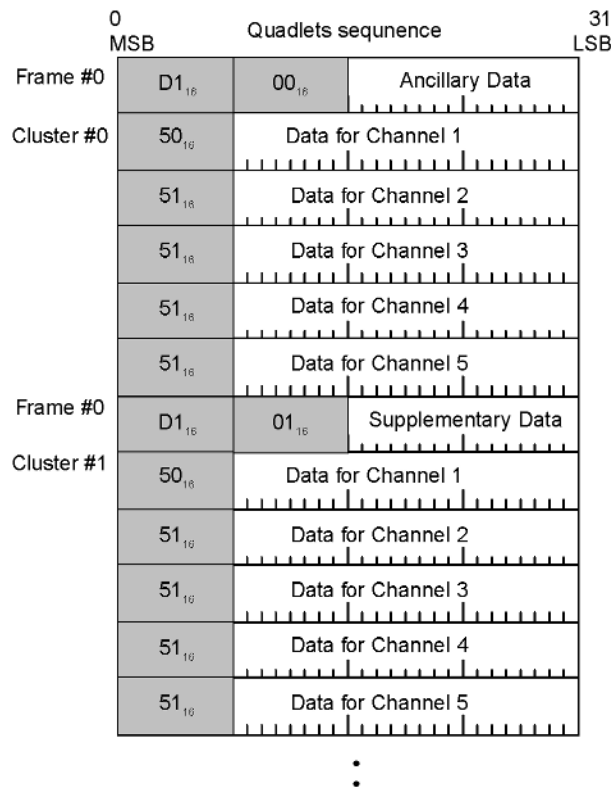 0 Quadlets sequnence 31
MSB LSB
Frame #0 D1₁₆ 00₁₆ Ancillary Data
Cluster #0 50₁₆ Data for Channel 1
51₁₆ Data for Channel 2
51₁₆ Data for Channel 3
51₁₆ Data for Channel 4
51₁₆ Data for Channel 5
Frame #0 D1₁₆ 01₁₆ Supplementary Data
Cluster #1 50₁₆ Data for Channel 1
51₁₆ Data for Channel 2
51₁₆ Data for Channel 3
51₁₆ Data for Channel 4
51₁₆ Data for Channel 5